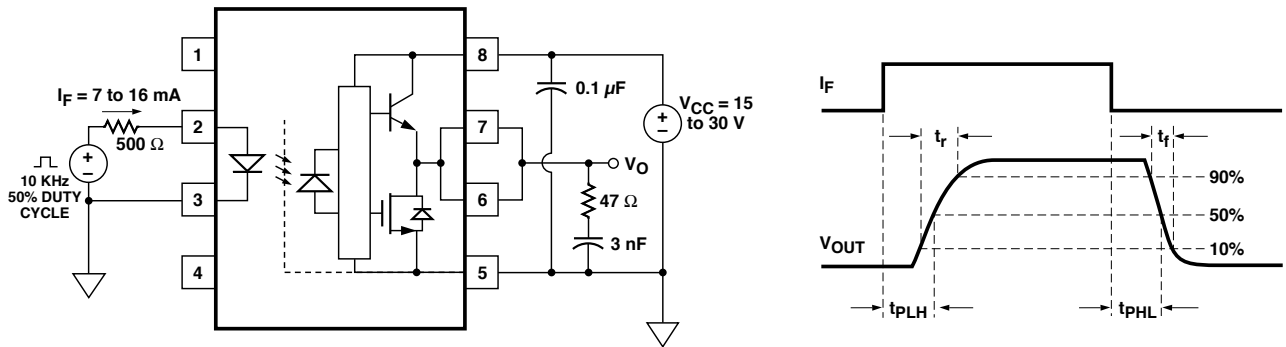 1
I_F = 7 to 16 mA
2
500 Ω
+
–
10 KHz
50% DUTY
CYCLE
3
4
8
0.1 µF
V_CC = 15
to 30 V
+
–
7
V_O
6
47 Ω
3 nF
5
I_F
t_r
t_f
90%
50%
10%
V_OUT
t_PLH
t_PHL